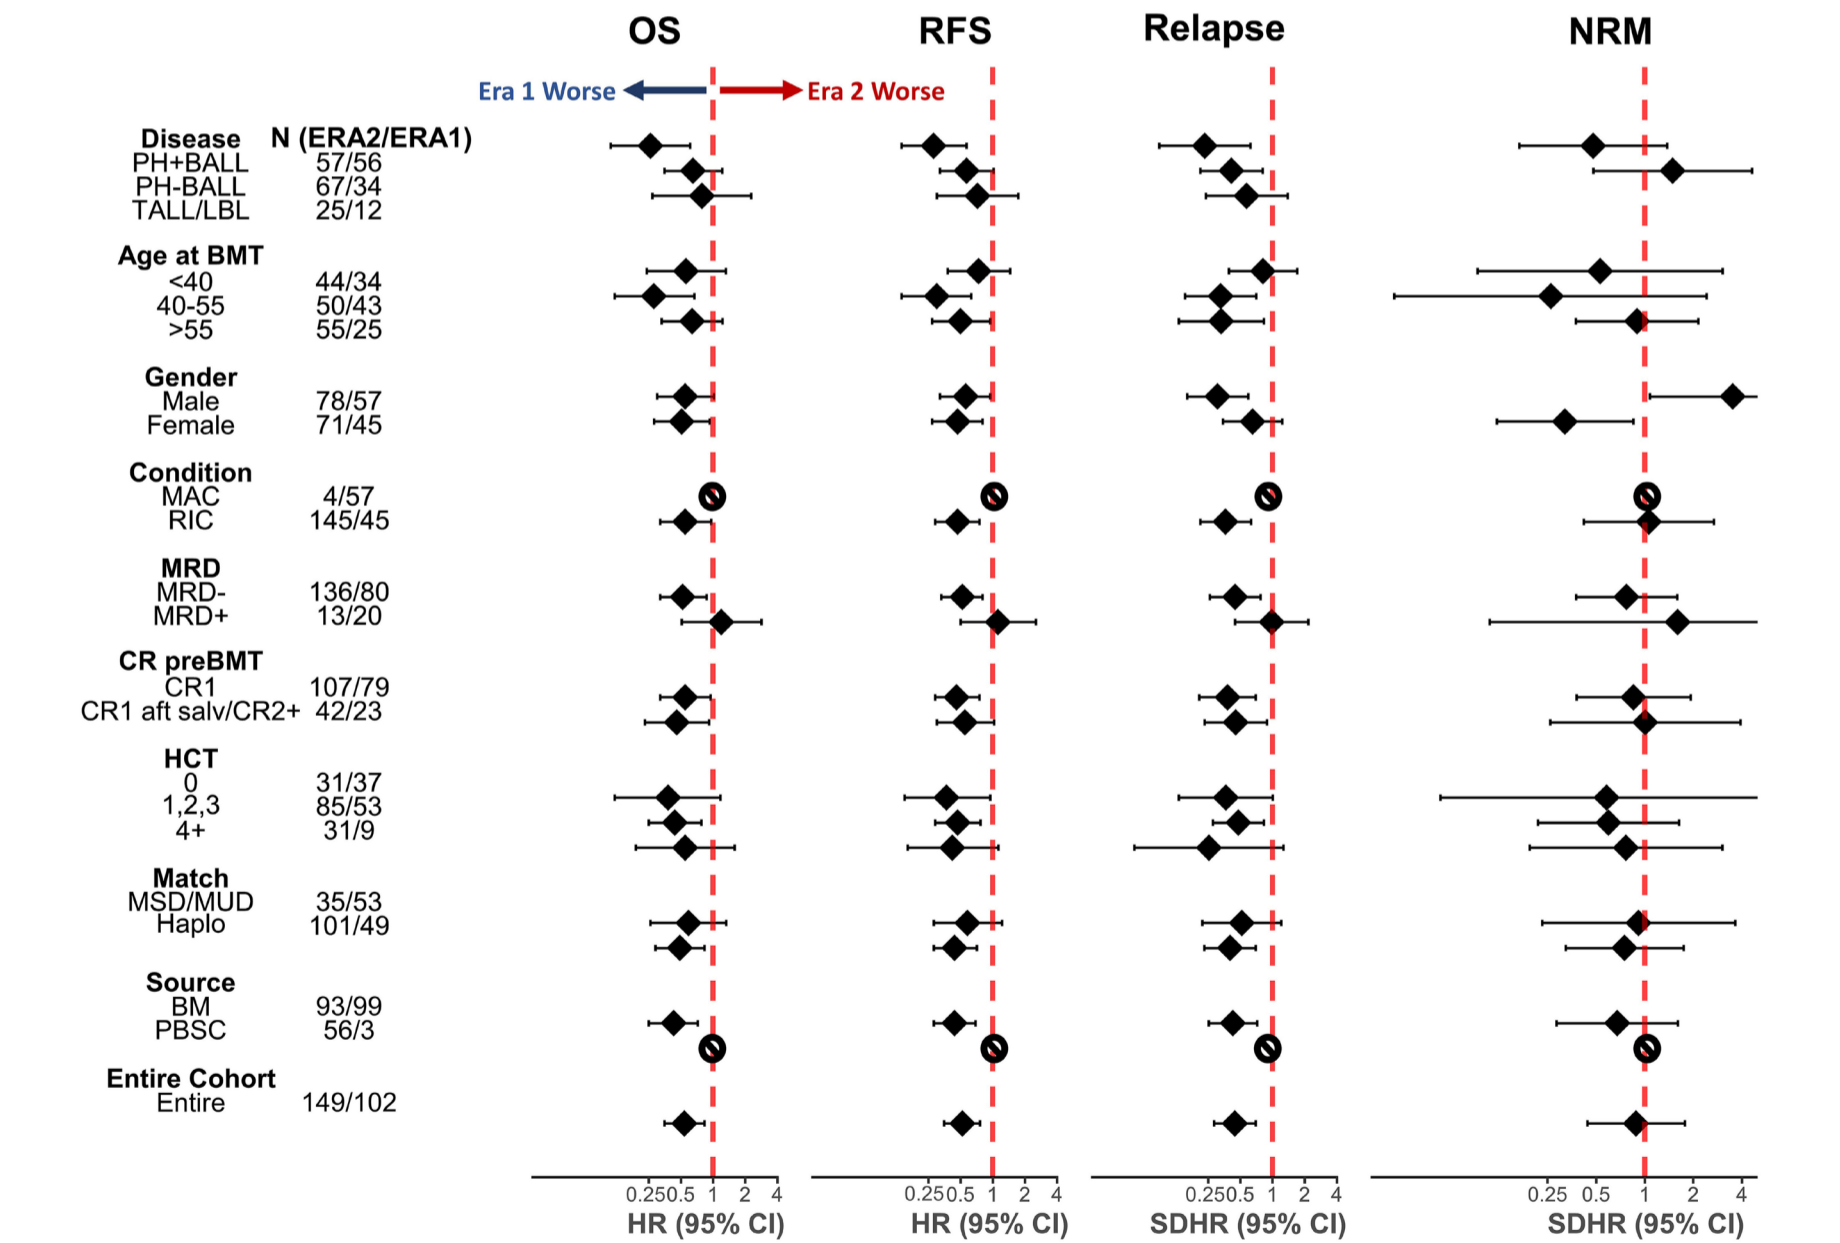 OS RFS Relapse NRM
Era 1 Worse Era 2 Worse
Disease N (ERA2/ERA1)
PH+BALL 57/56
PH-BALL 67/34
TALL/LBL 25/12
Age at BMT
<40 44/34
40-55 50/43
>55 55/25
Gender
Male 78/57
Female 71/45
Condition
MAC 4/57
RIC 145/45
MRD
MRD- 136/80
MRD+ 13/20
CR preBMT
CR1 107/79
CR1 aft salv/CR2+ 42/23
HCT
0 31/37
1,2,3 85/53
4+ 31/9
Match
MSD/MUD 35/53
Haplo 101/49
Source
BM 93/99
PBSC 56/3
Entire Cohort
Entire 149/102
0.25 0.5 1 2 4 0.25 0.5 1 2 4 0.25 0.5 1 2 4 0.25 0.5 1 2 4
HR (95% CI) HR (95% CI) SDHR (95% CI) SDHR (95% CI)